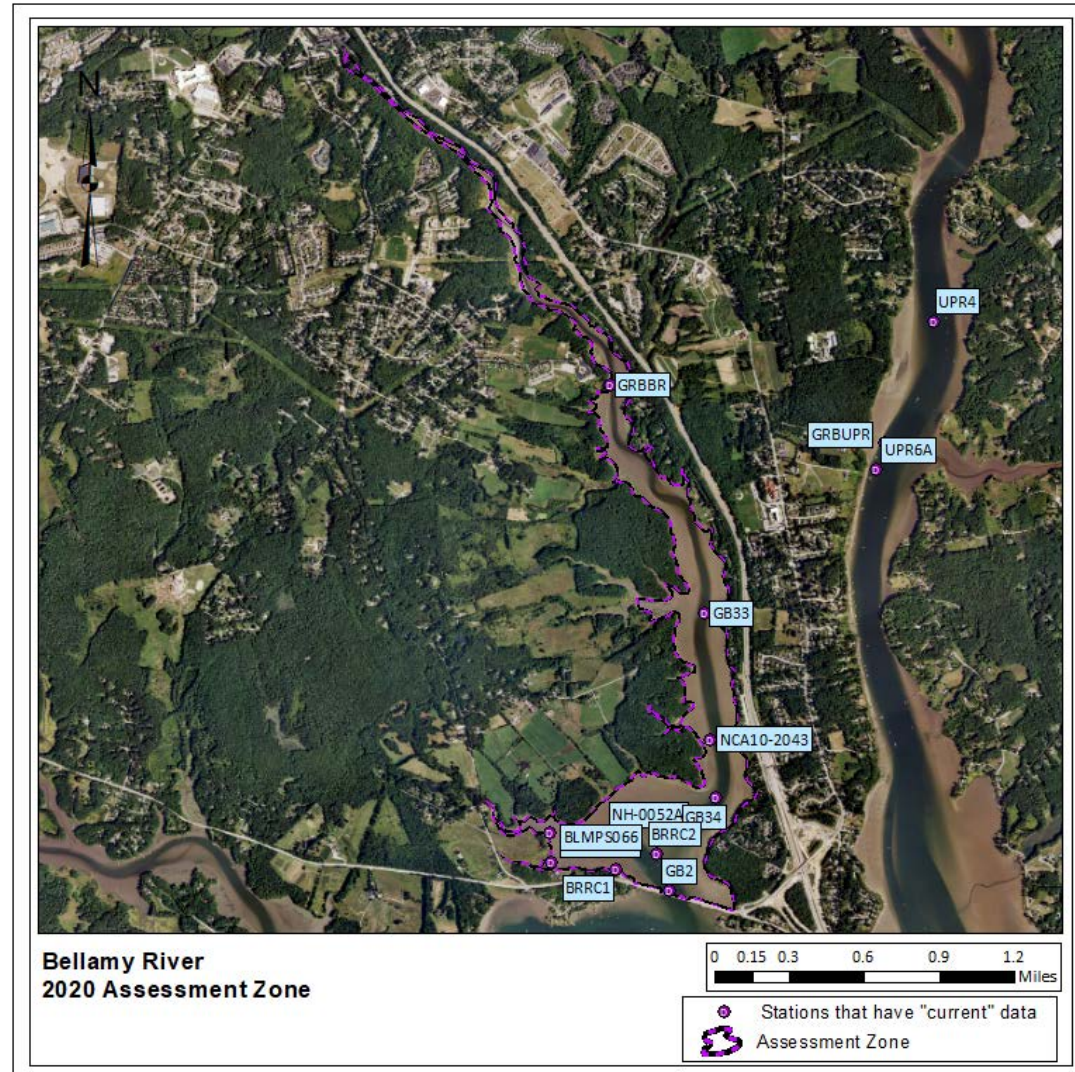 N
UPR4
GRBBR
GRBUPR
UPR6A
GB33
NCA10-2043
NH-0052A
GB34
BLMPS066
BRRC2
BRRC1
GB2
Bellamy River
2020 Assessment Zone
0 0.15 0.3 0.6 0.9 1.2
Miles
Stations that have "current" data
Assessment Zone